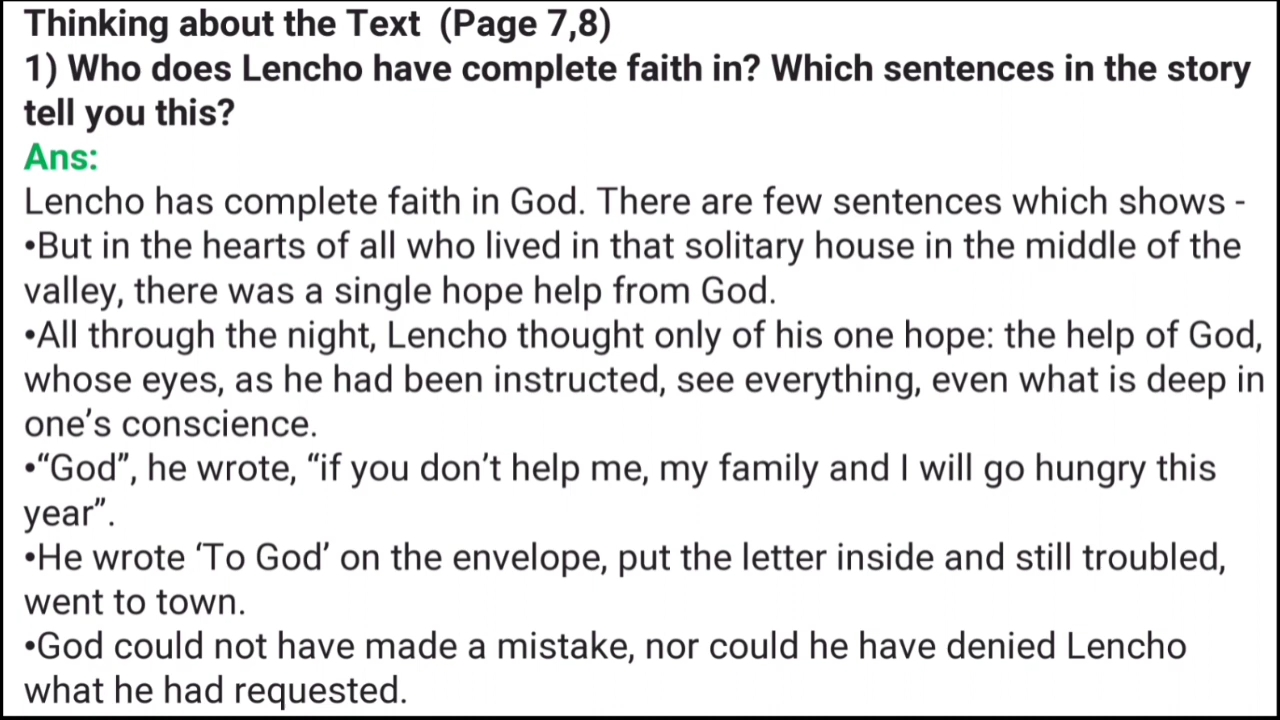 Thinking about the Text (Page 7,8)
1) Who does Lencho have complete faith in? Which sentences in the story
tell you this?
Ans:
Lencho has complete faith in God. There are few sentences which shows -
•But in the hearts of all who lived in that solitary house in the middle of the
valley, there was a single hope help from God.
•All through the night, Lencho thought only of his one hope: the help of God,
whose eyes, as he had been instructed, see everything, even what is deep in
one’s conscience.
•“God”, he wrote, “if you don’t help me, my family and I will go hungry this
year”.
•He wrote ‘To God’ on the envelope, put the letter inside and still troubled,
went to town.
•God could not have made a mistake, nor could he have denied Lencho
what he had requested.